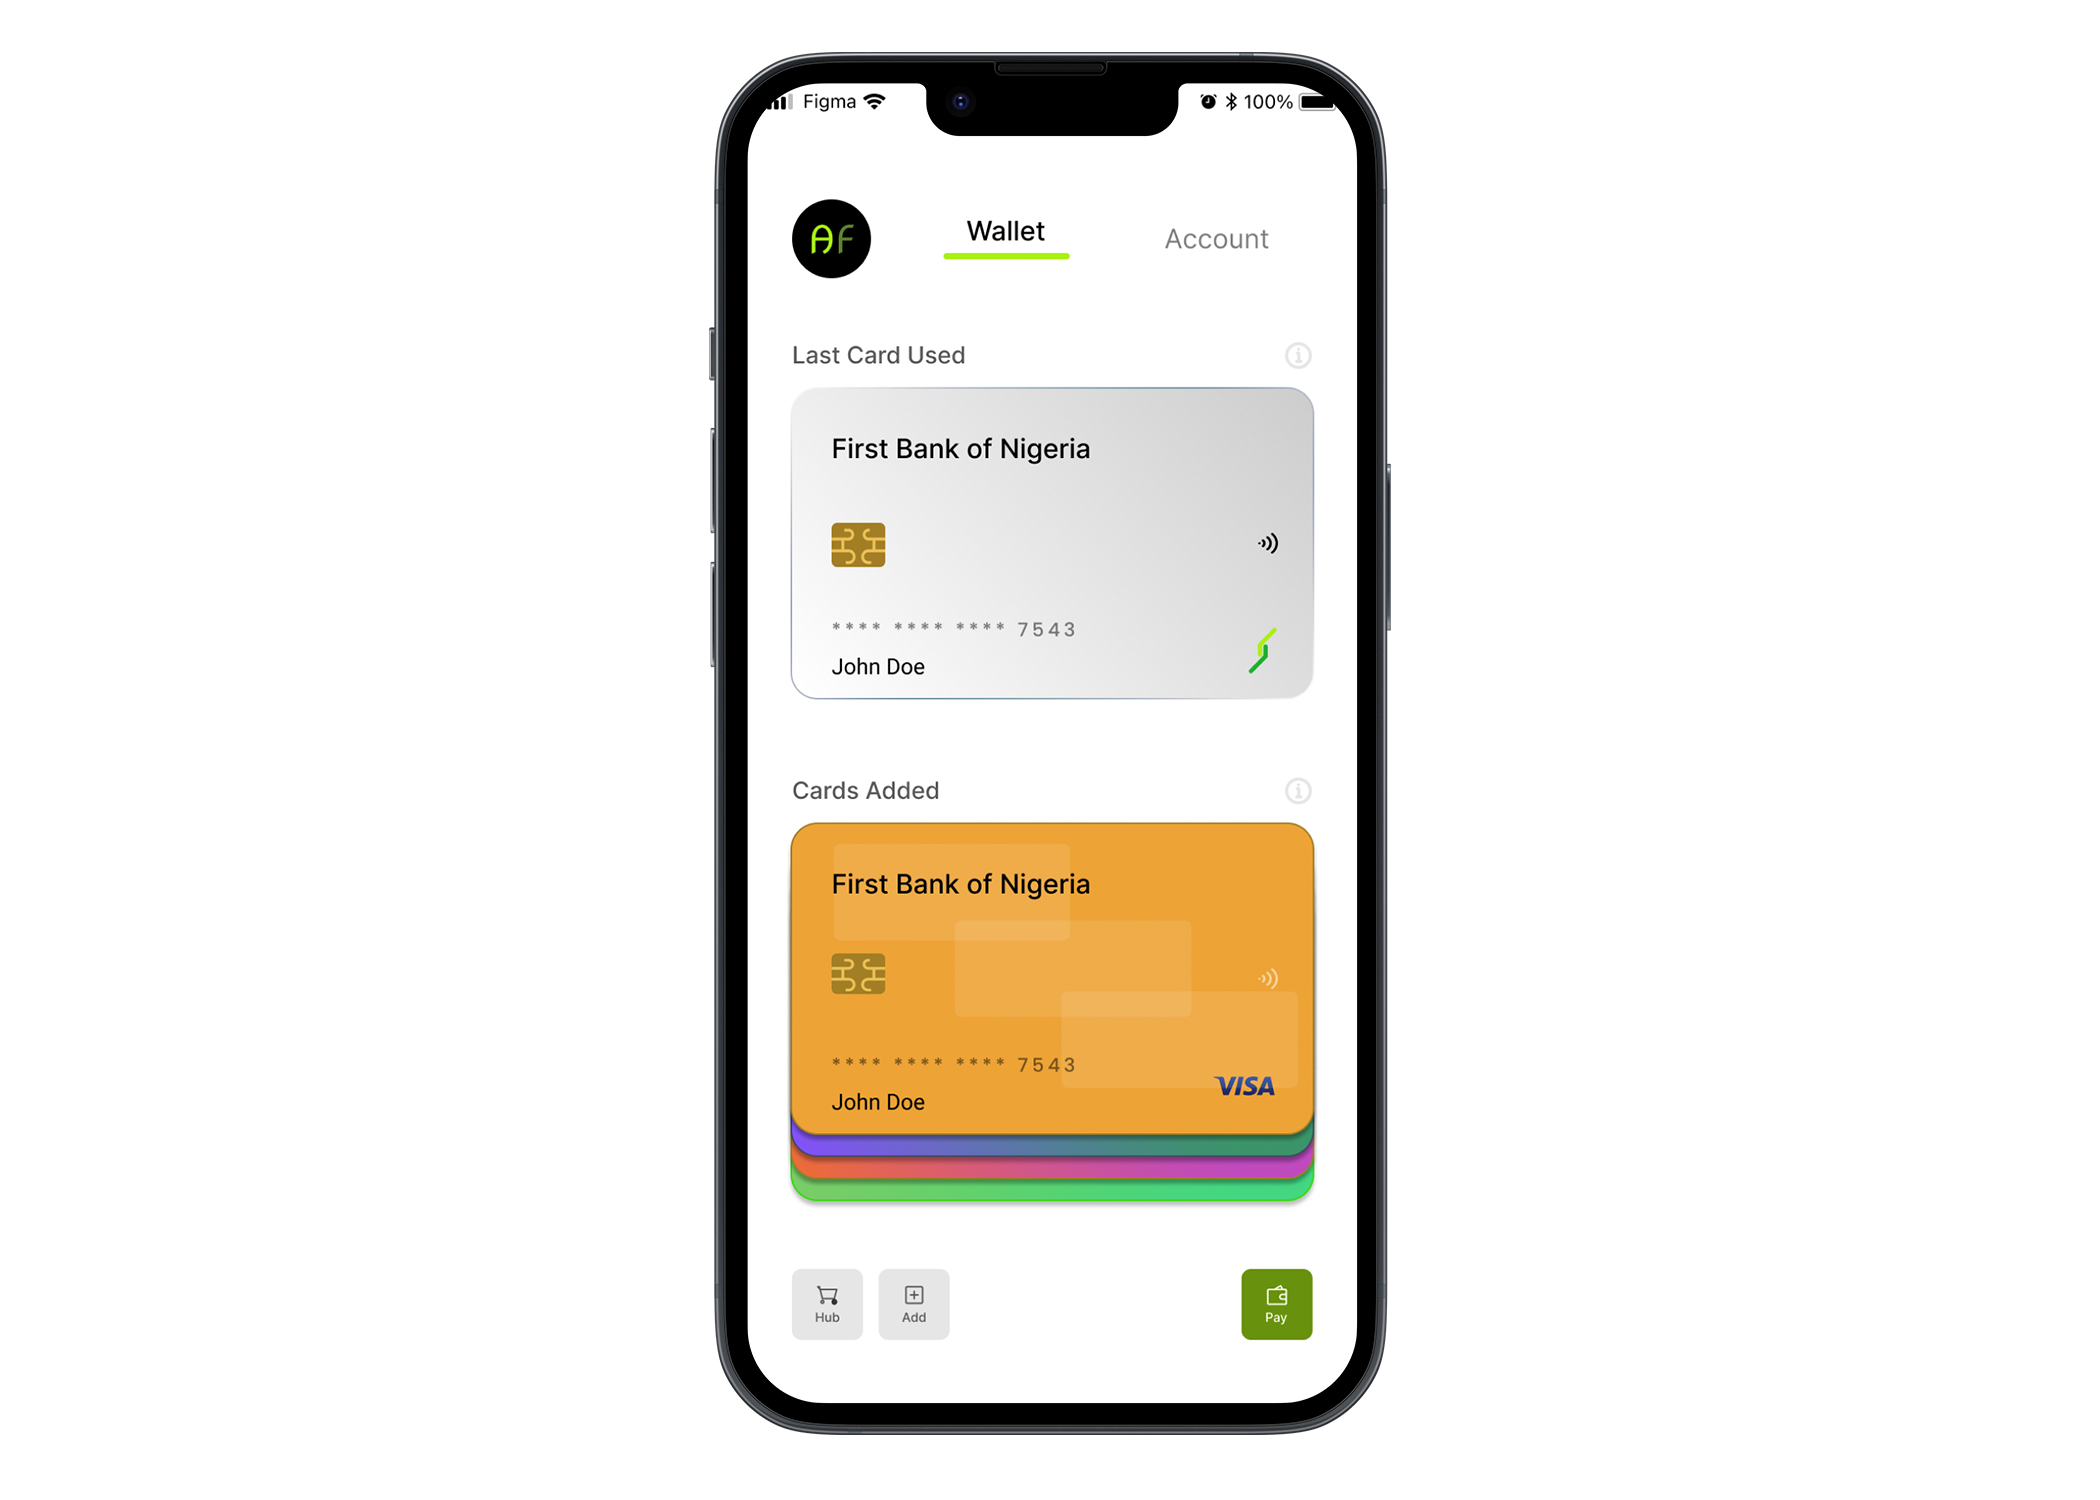 Figma 100%
AF
Wallet Account
Last Card Used
First Bank of Nigeria
**** **** **** 7543
John Doe
Cards Added
First Bank of Nigeria
**** **** **** 7543
VISA
John Doe
Hub Add Pay